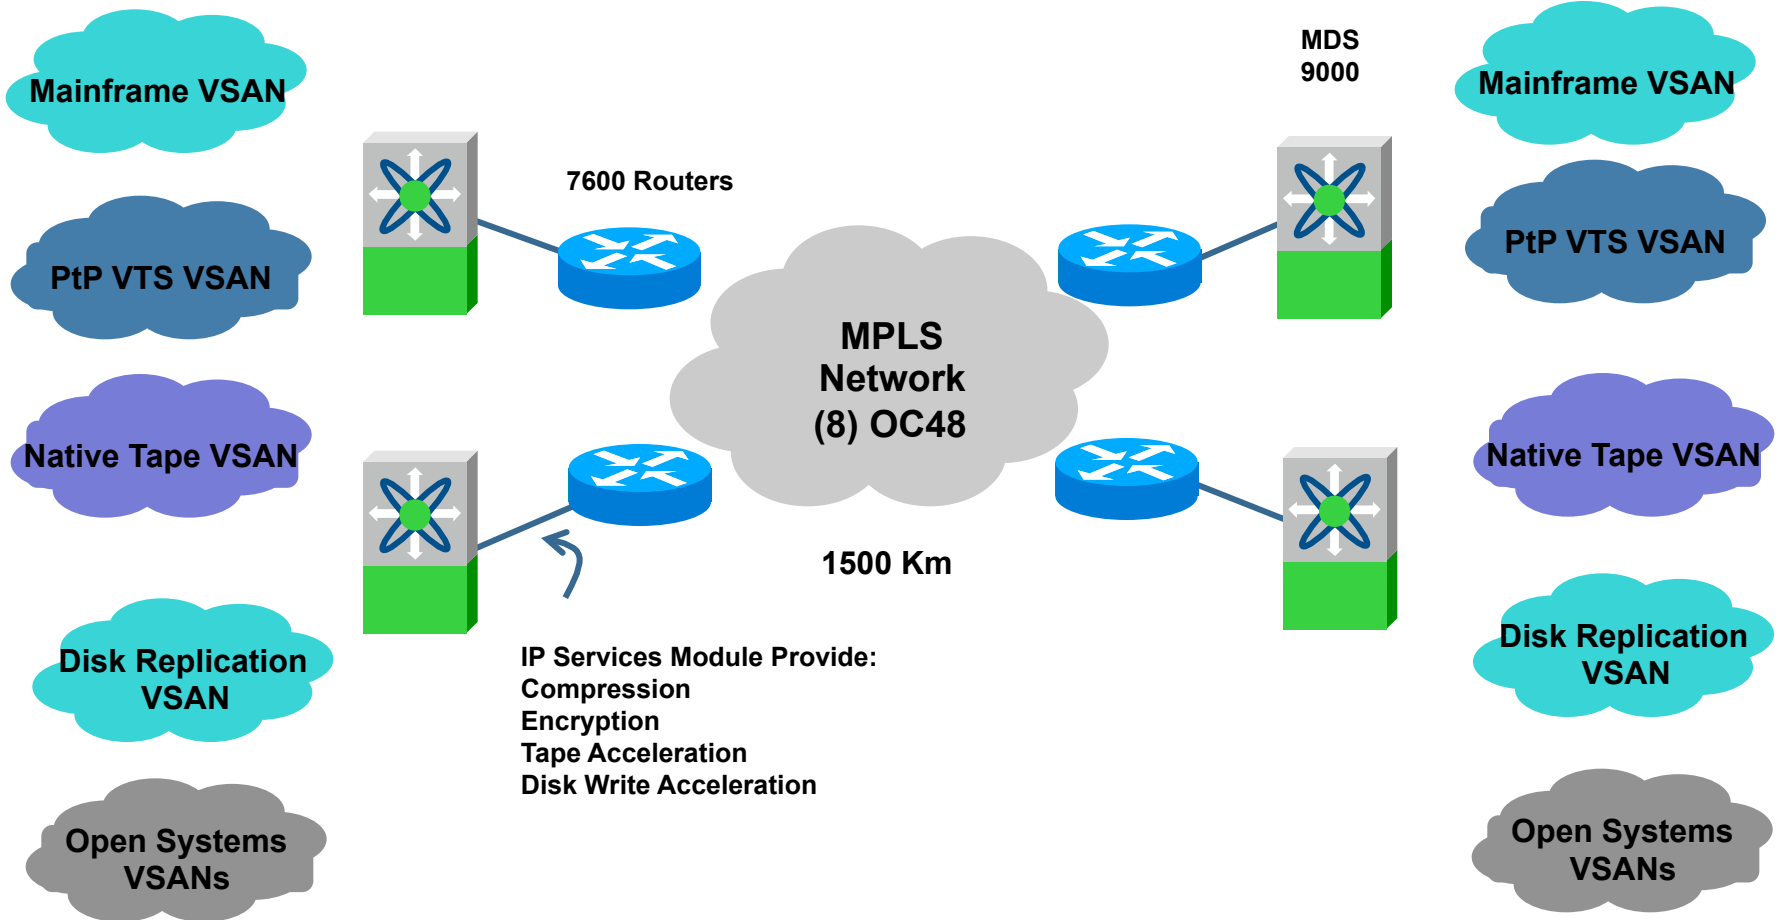 MDS
9000
Mainframe VSAN
Mainframe VSAN
7600 Routers
PtP VTS VSAN
PtP VTS VSAN
MPLS
Network
(8) OC48
Native Tape VSAN
Native Tape VSAN
1500 Km
Disk Replication
VSAN
Disk Replication
VSAN
IP Services Module Provide:
Compression
Encryption
Tape Acceleration
Disk Write Acceleration
Open Systems
VSANs
Open Systems
VSANs